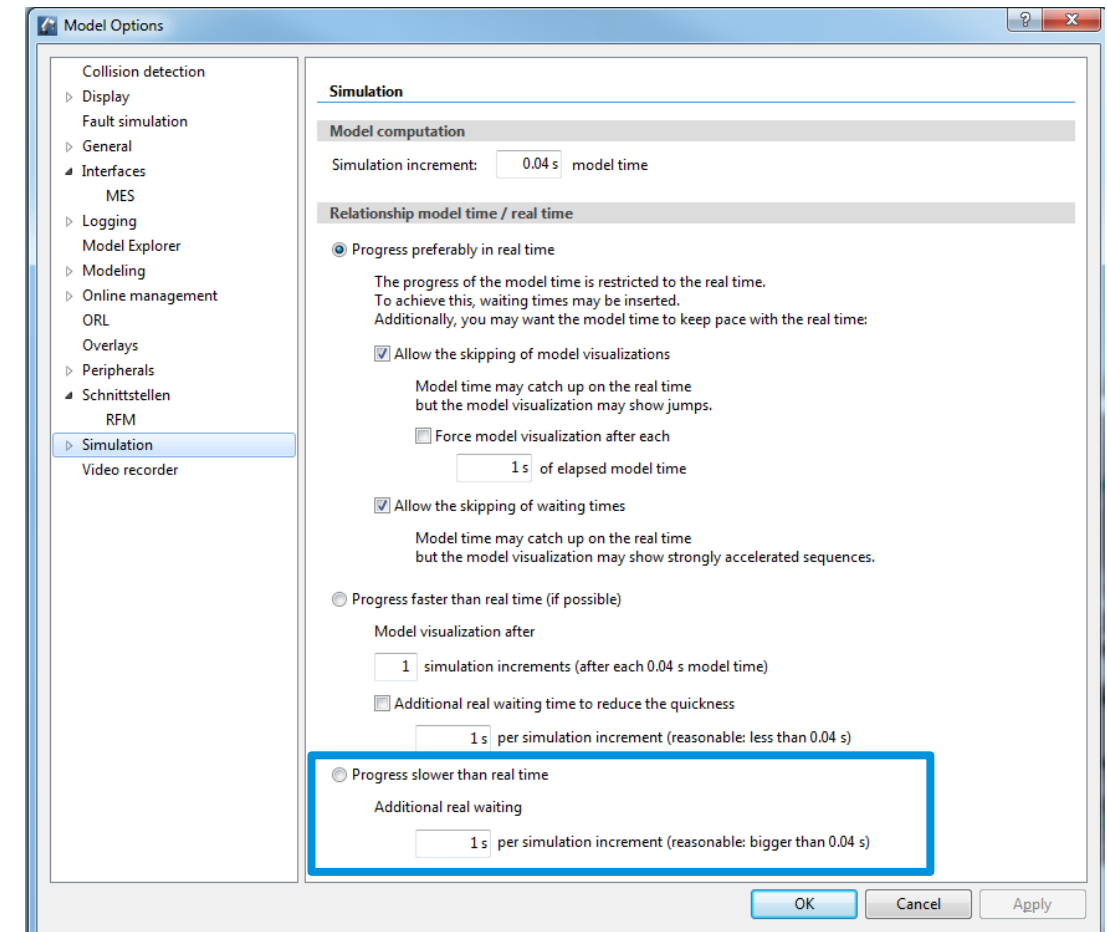 Model Options
Collision detection
Display
Fault simulation
General
Interfaces
MES
Logging
Model Explorer
Modeling
Online management
ORL
Overlays
Peripherals
Schnittstellen
RFM
Simulation
Video recorder
Simulation
Model computation
Simulation increment: 0.04 s model time
Relationship model time / real time
Progress preferably in real time
The progress of the model time is restricted to the real time.
To achieve this, waiting times may be inserted.
Additionally, you may want the model time to keep pace with the real time:
Allow the skipping of model visualizations
Model time may catch up on the real time
but the model visualization may show jumps.
Force model visualization after each
1 s of elapsed model time
Allow the skipping of waiting times
Model time may catch up on the real time
but the model visualization may show strongly accelerated sequences.
Progress faster than real time (if possible)
Model visualization after
1 simulation increments (after each 0.04 s model time)
Additional real waiting time to reduce the quickness
1 s per simulation increment (reasonable: less than 0.04 s)
Progress slower than real time
Additional real waiting
1 s per simulation increment (reasonable: bigger than 0.04 s)
OK Cancel Apply